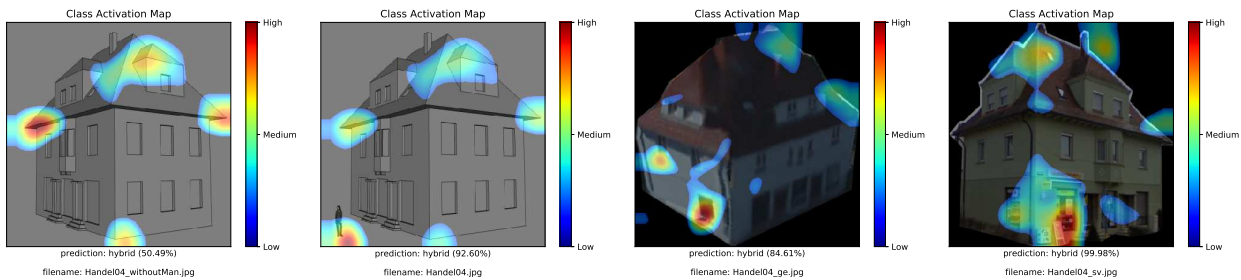 Class Activation Map
High
Medium
Low
prediction: hybrid (50.49%)
filename: Handel04_withoutMan.jpg
Class Activation Map
High
Medium
Low
prediction: hybrid (92.60%)
filename: Handel04.jpg
Class Activation Map
High
Medium
Low
prediction: hybrid (84.61%)
filename: Handel04_ge.jpg
Class Activation Map
High
Medium
Low
prediction: hybrid (99.98%)
filename: Handel04_sv.jpg